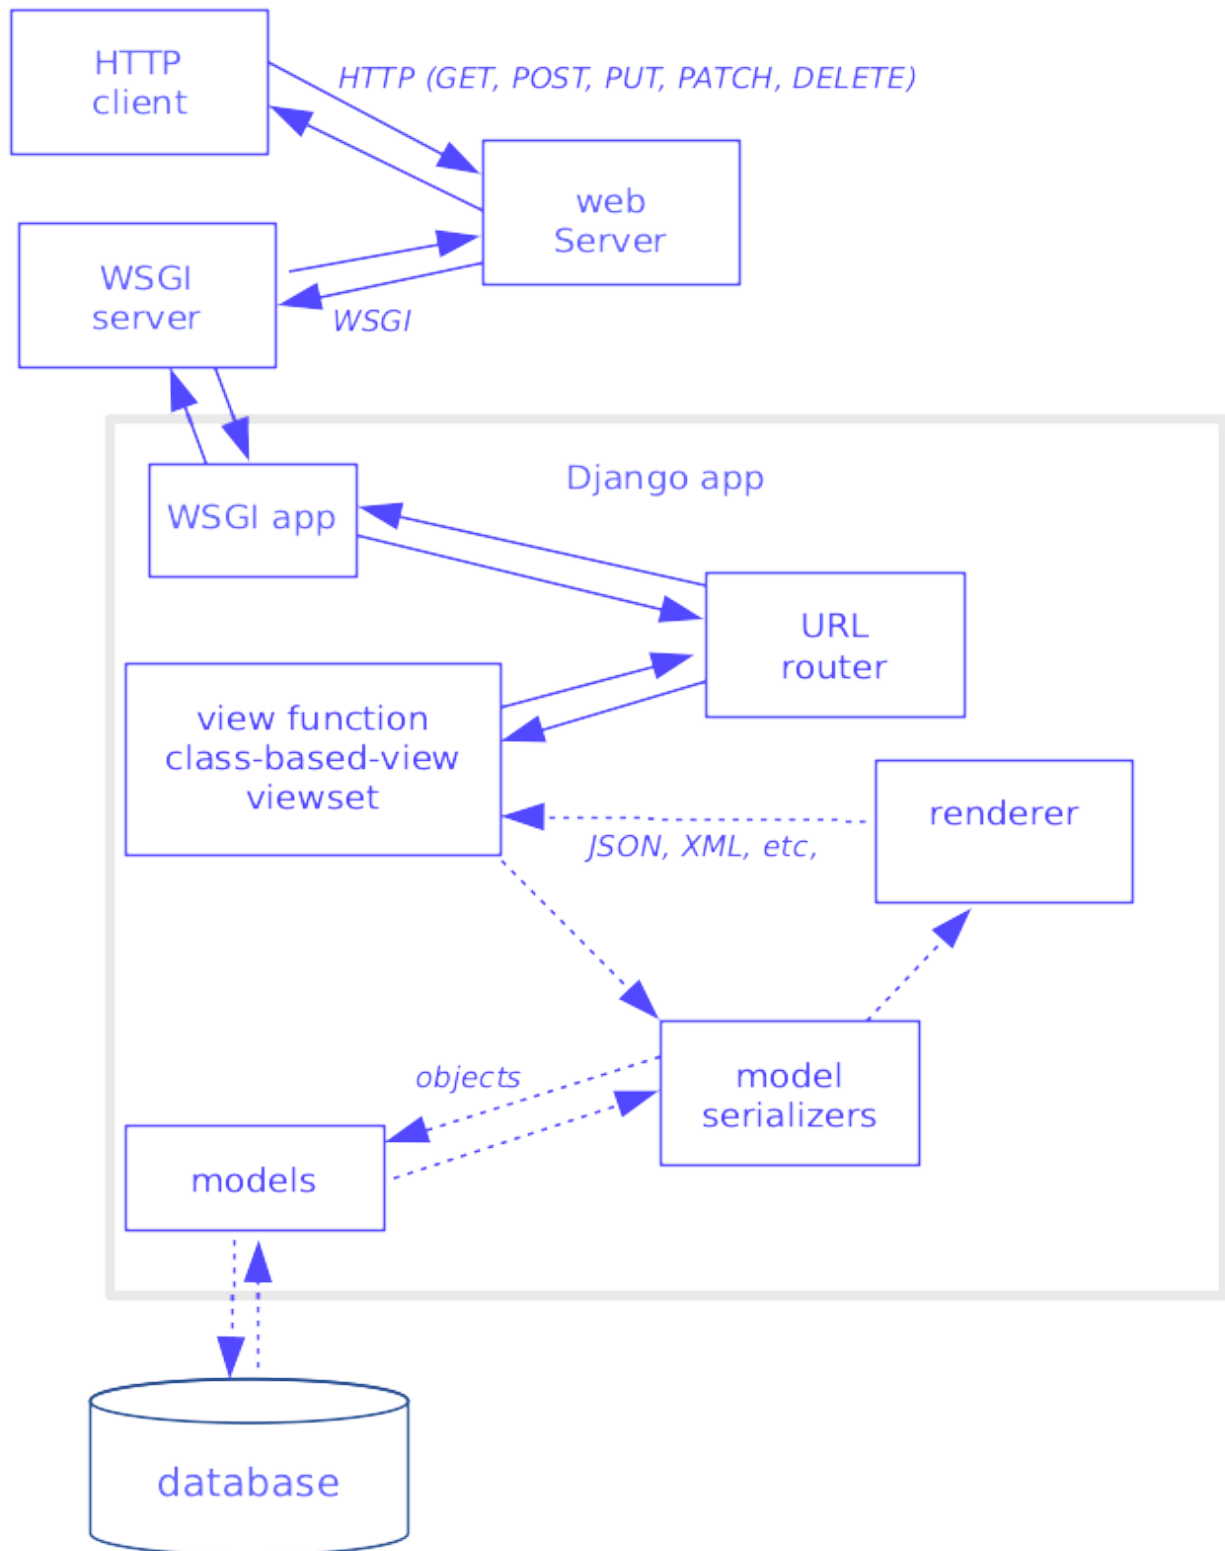 HTTP
client
HTTP (GET, POST, PUT, PATCH, DELETE)
web
Server
WSGI
server
WSGI
Django app
WSGI app
URL
router
view function
class-based-view
viewset
renderer
JSON, XML, etc,
objects
model
serializers
models
database